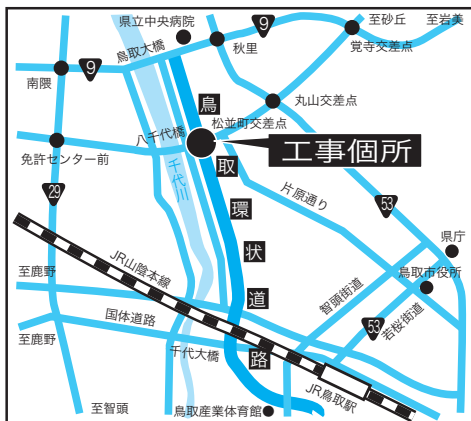 県立中央病院
9
至砂丘
至岩美
鳥取大橋
秋里
覚寺交差点
南隈
9
丸山交差点
松並町交差点
八千代橋
工事個所
免許センター前
千代川
29
片原通り
53
鳥取環状道路
県庁
JR山陰本線
至鹿野
智頭街道
鳥取市役所
国体道路
若桜街道
53
至鹿野
千代大橋
JR鳥取駅
至智頭
鳥取産業体育館